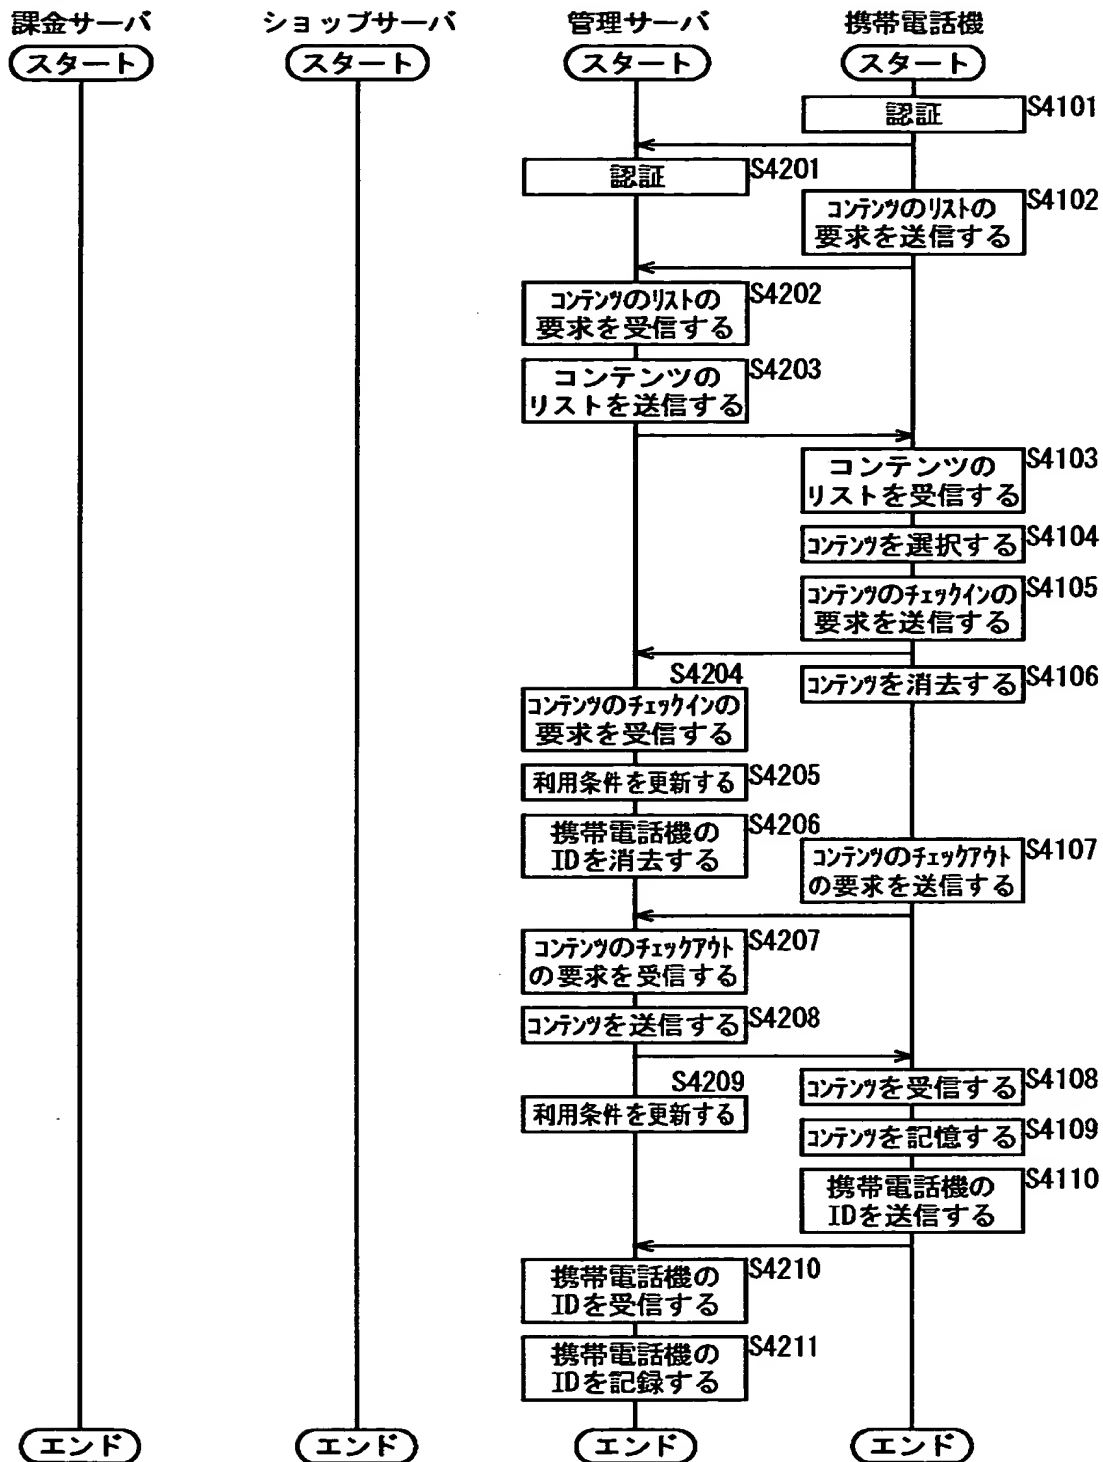 課金サーバ
ショップサーバ
管理サーバ
携帯電話機
スタート
スタート
スタート
スタート
認証
S4101
認証
S4201
コンテンツのリストの
要求を送信する
S4102
コンテンツのリストの
要求を受信する
S4202
コンテンツの
リストを送信する
S4203
コンテンツの
リストを受信する
S4103
コンテンツを選択する
S4104
コンテンツのチェックインの
要求を送信する
S4105
コンテンツを消去する
S4106
S4204
コンテンツのチェックインの
要求を受信する
利用条件を更新する
S4205
携帯電話機の
IDを消去する
S4206
コンテンツのチェックアウト
の要求を送信する
S4107
コンテンツのチェックアウト
の要求を受信する
S4207
コンテンツを送信する
S4208
コンテンツを受信する
S4108
S4209
利用条件を更新する
コンテンツを記憶する
S4109
携帯電話機の
IDを送信する
S4110
携帯電話機の
IDを受信する
S4210
携帯電話機の
IDを記録する
S4211
エンド
エンド
エンド
エンド